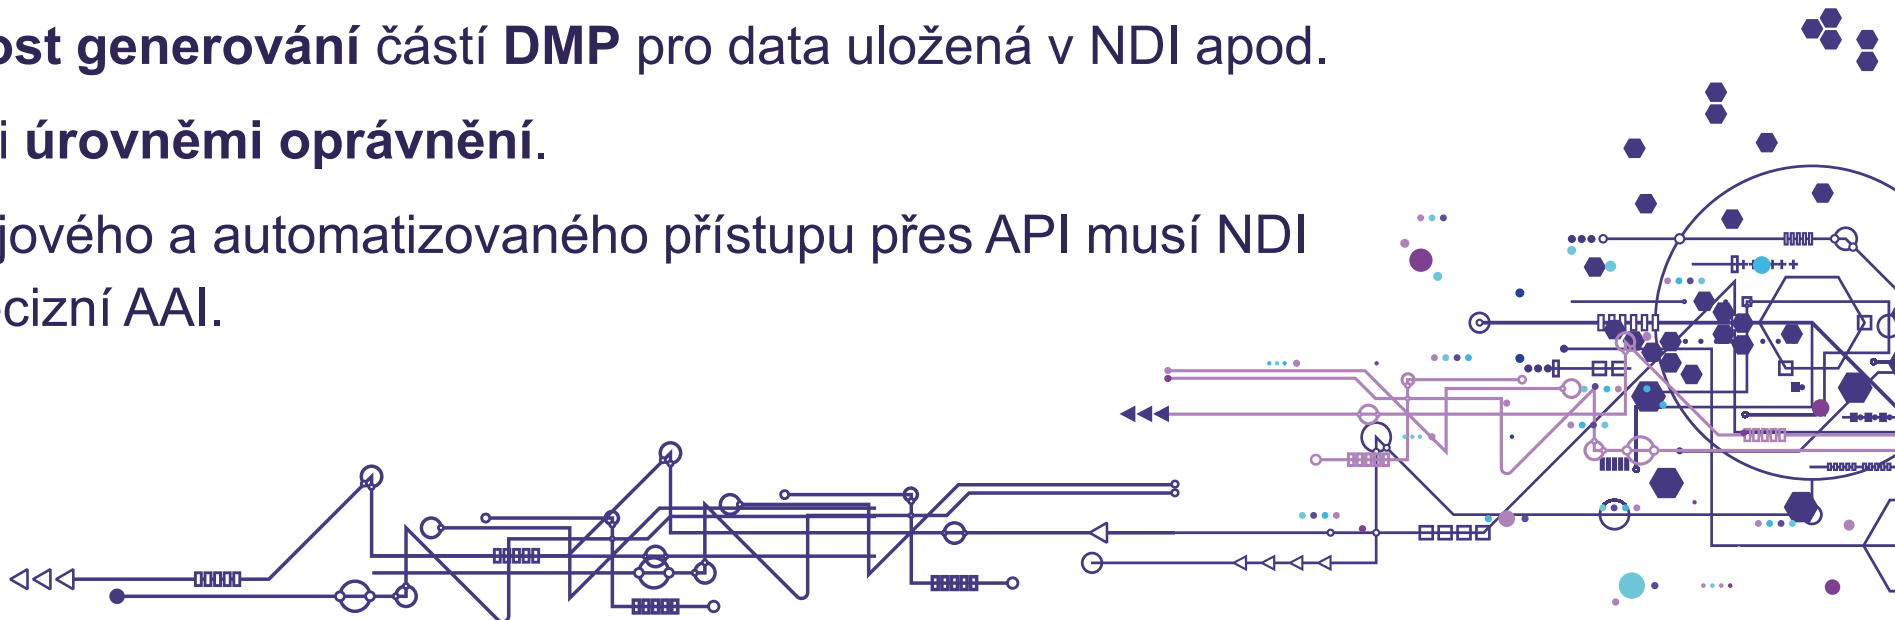 ost generování částí DMP pro data uložená v NDI apod.
i úrovněmi oprávnění.
jového a automatizovaného přístupu přes API musí NDI
cizní AAI.